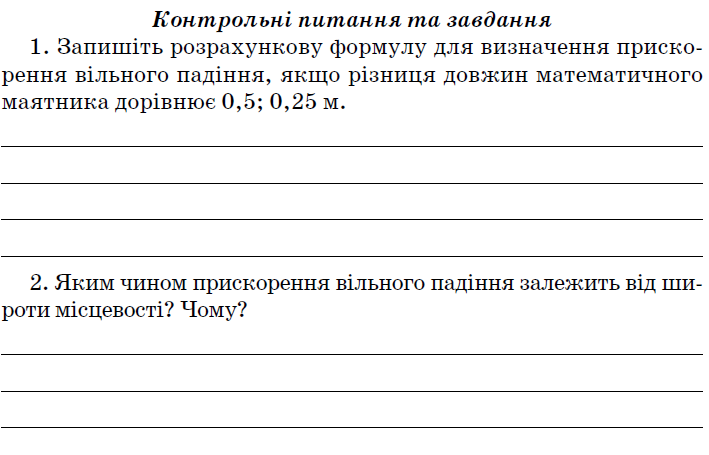 Контрольні питання та завдання
1. Запишіть розрахункову формулу для визначення приско-
рення вільного падіння, якщо різниця довжин математичного
маятника дорівнює 0,5; 0,25 м.
2. Яким чином прискорення вільного падіння залежить від ши-
роти місцевості? Чому?